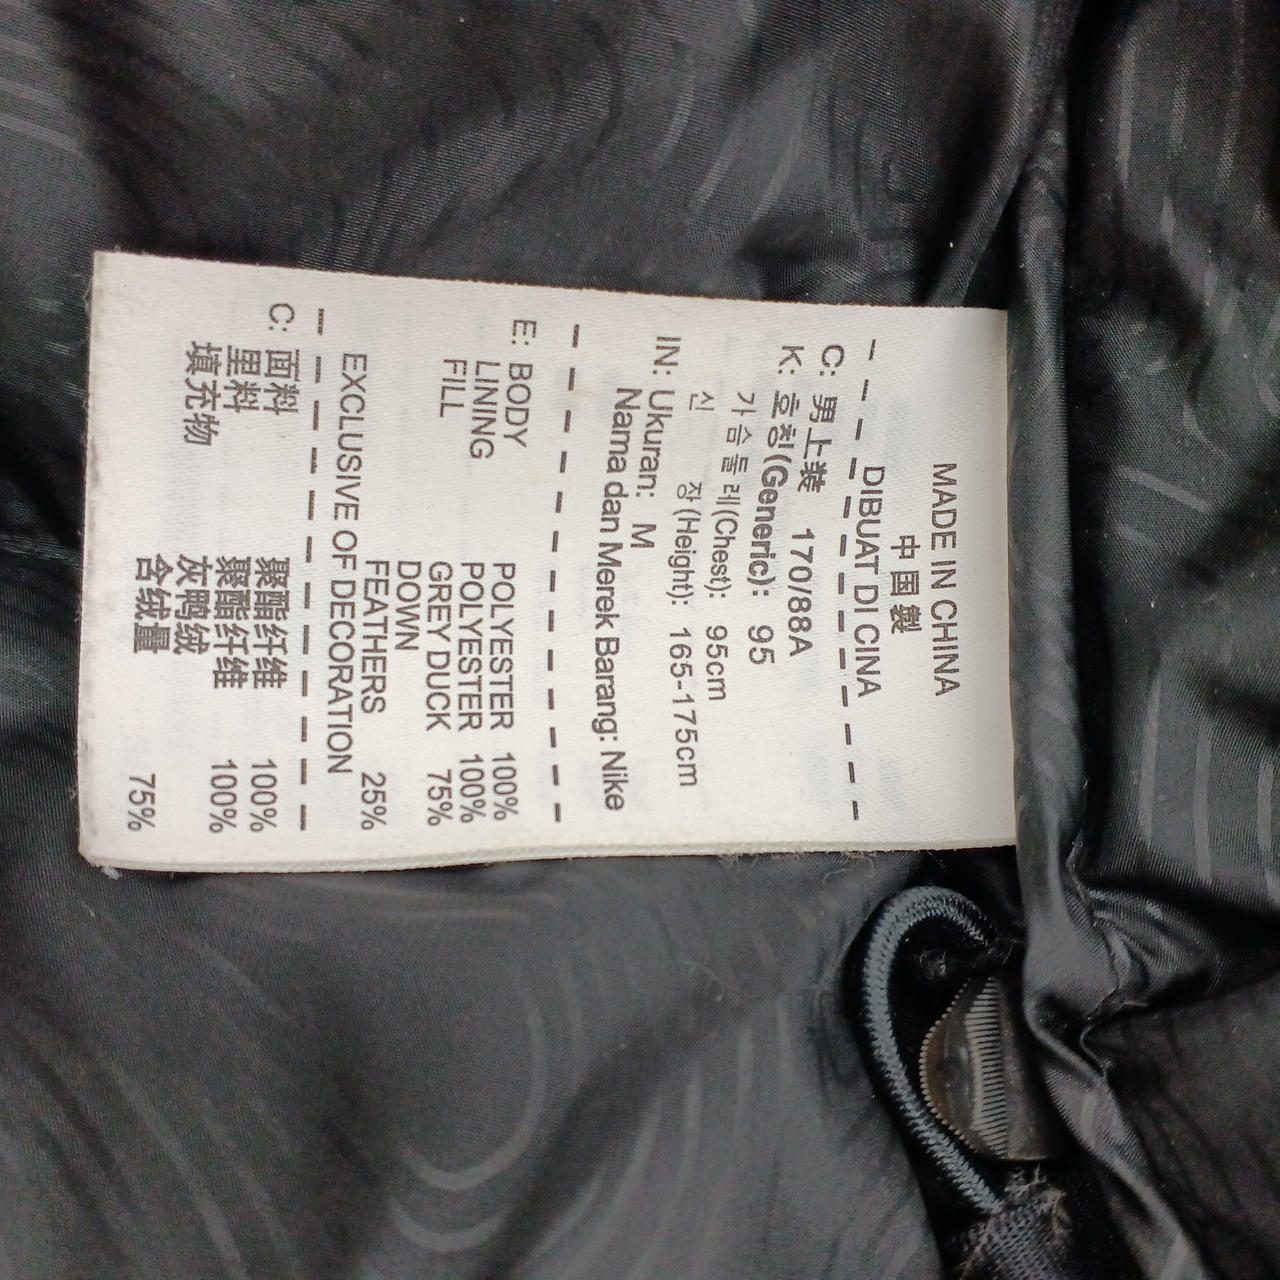 MADE IN CHINA
中国製
DIBUAT DI CINA
C: 男上装 170/88A
K: 호칭(Generic): 95
가슴둘레(Chest): 95cm
신 장(Height): 165-175cm
IN: Ukuran: M
Nama dan Merek Barang: Nike
E: BODY POLYESTER 100%
LINING POLYESTER 100%
FILL GREY DUCK 75%
DOWN
FEATHERS 25%
EXCLUSIVE OF DECORATION
C: 面料 聚酯纤维 100%
里料 聚酯纤维 100%
填充物 灰鸭绒
含绒量 75%